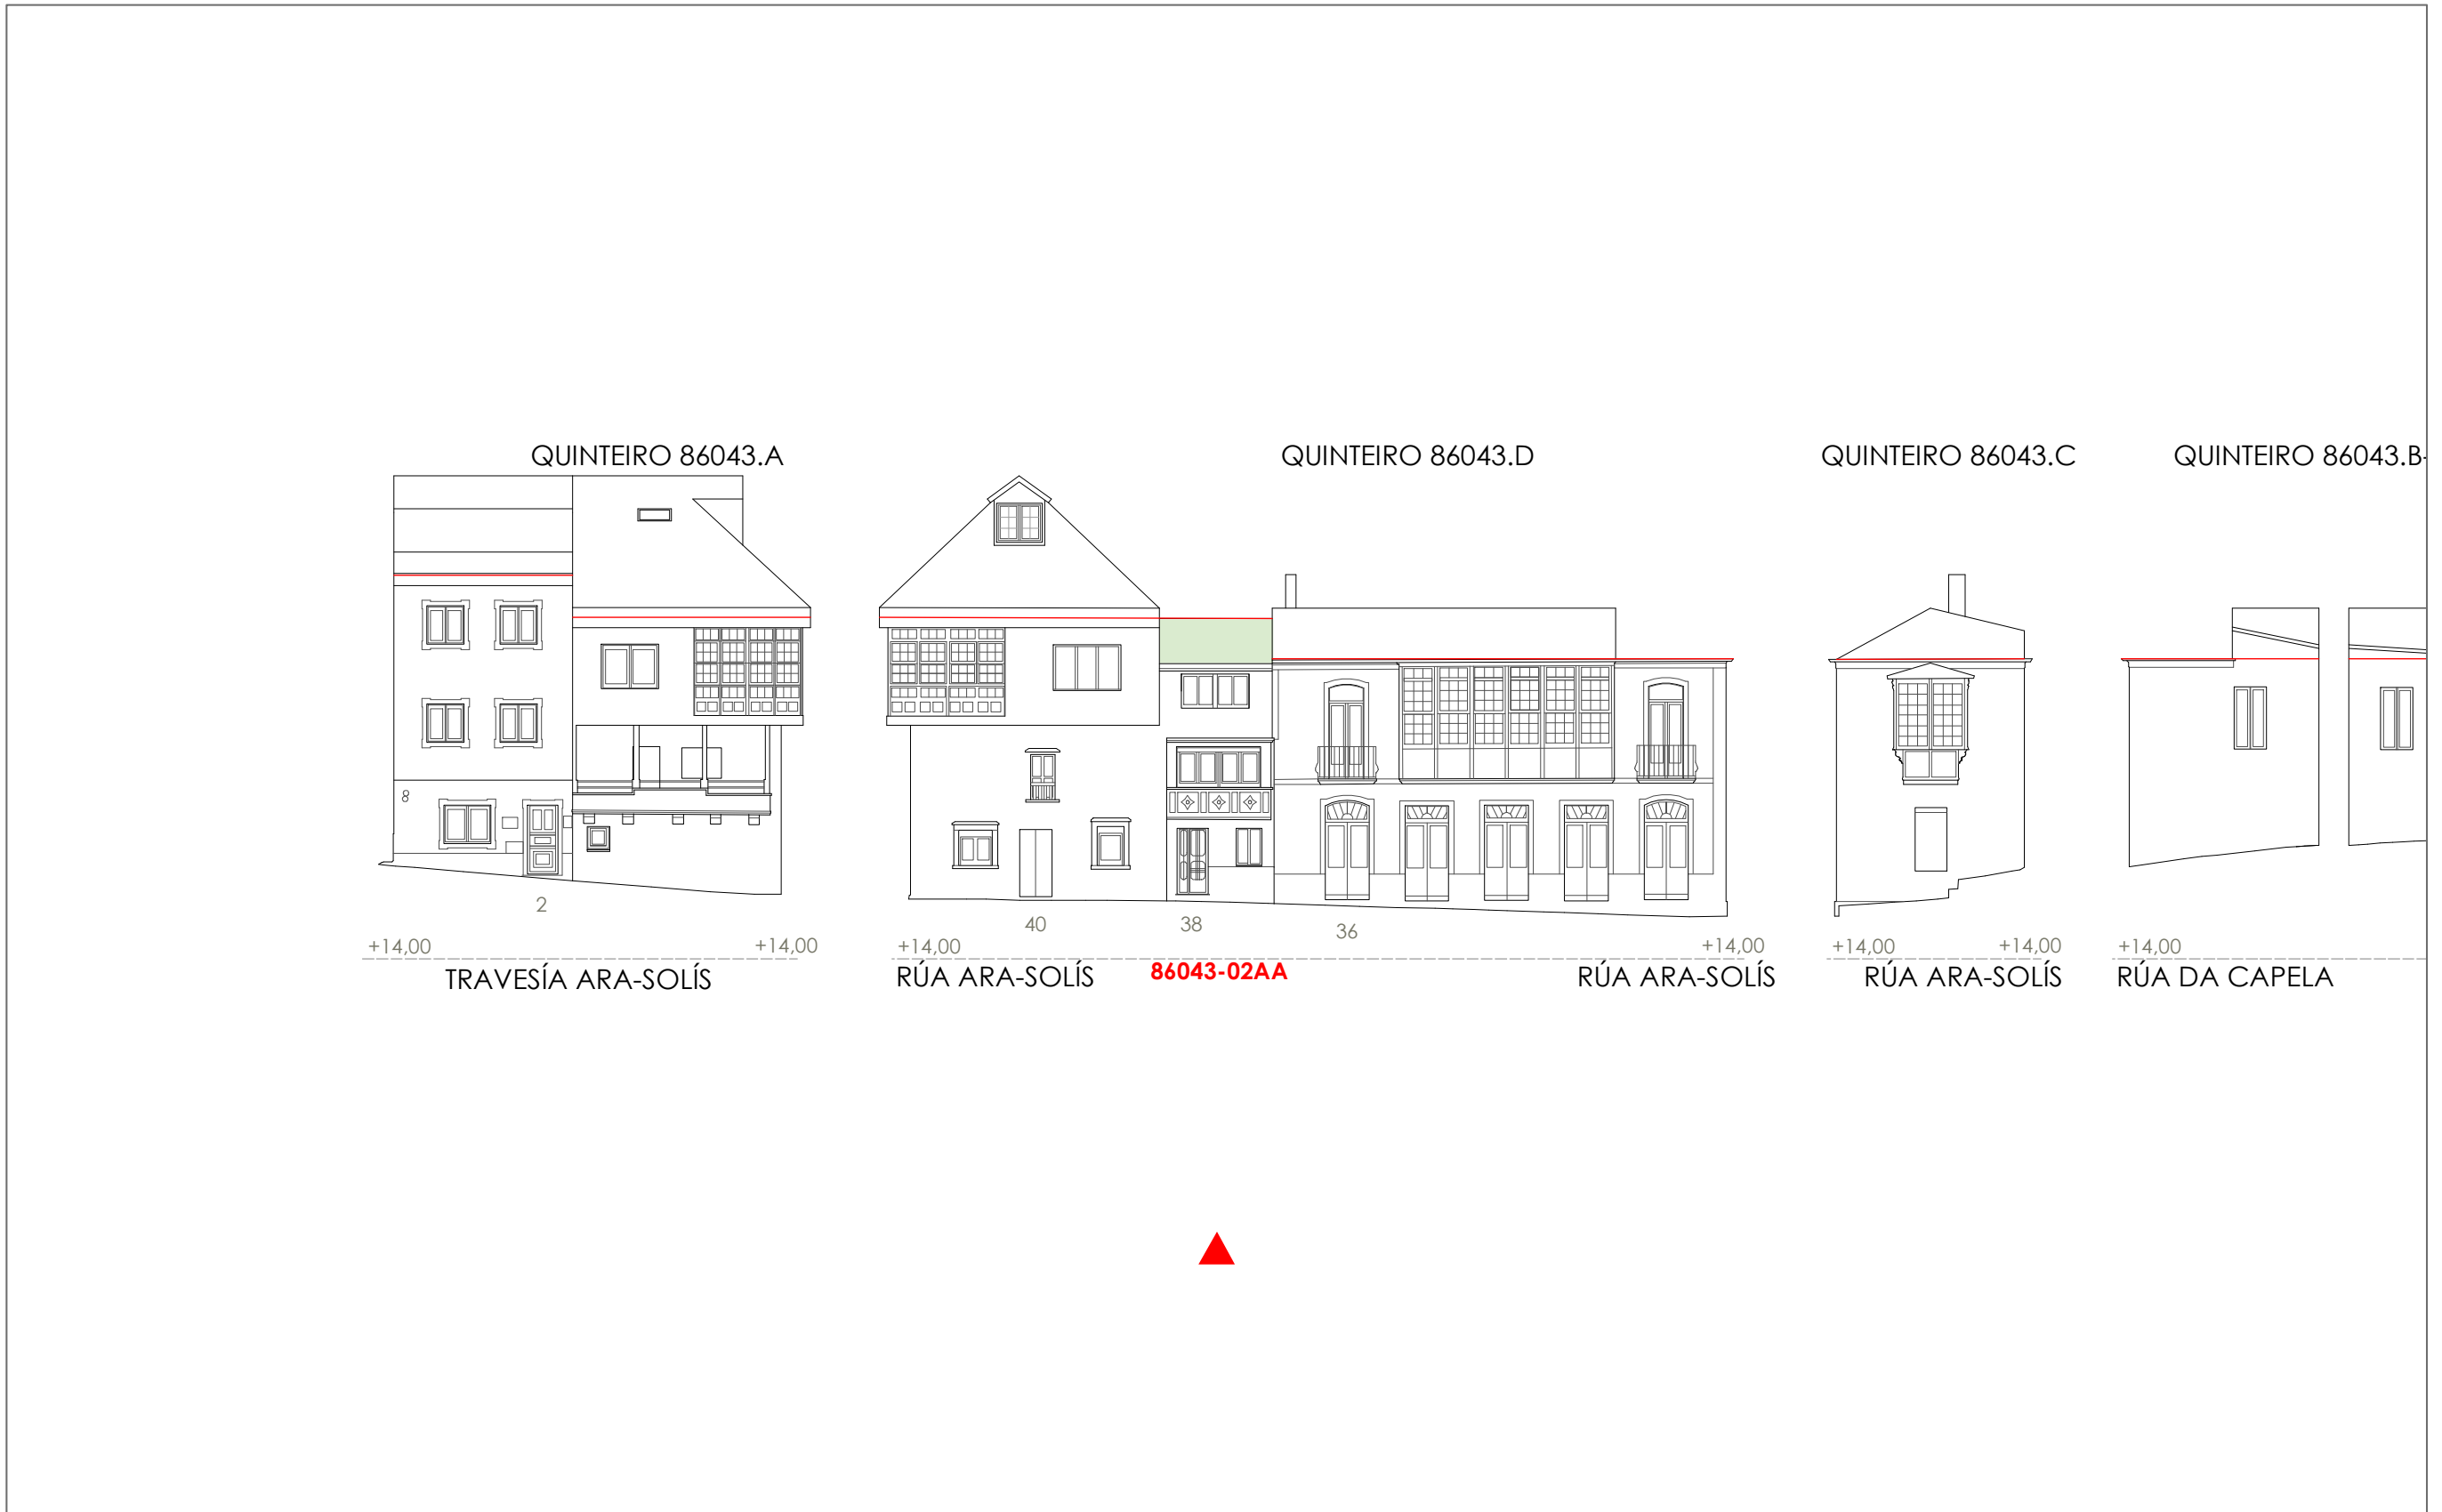 QUINTEIRO 86043.A
QUINTEIRO 86043.D
QUINTEIRO 86043.C
QUINTEIRO 86043.B-
8
2
40
38
36
+14,00
+14,00
+14,00
+14,00
+14,00
+14,00
+14,00
TRAVESÍA ARA-SOLÍS
RÚA ARA-SOLÍS
86043-02AA
RÚA ARA-SOLÍS
RÚA ARA-SOLÍS
RÚA DA CAPELA